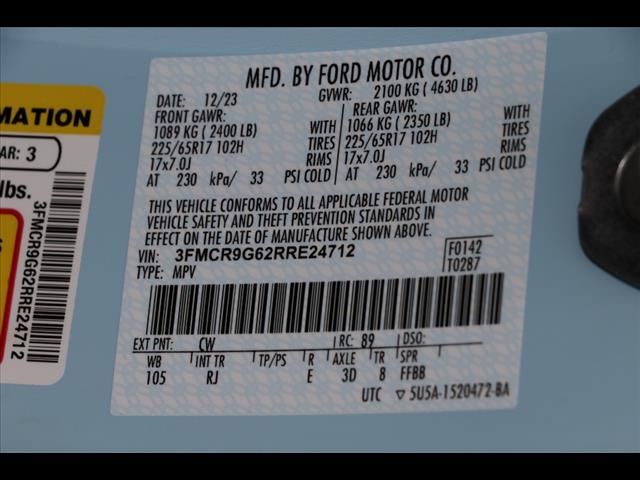 MATION
AR: 3
lbs.
3FMCR9G62RRE24712
MFD. BY FORD MOTOR CO.
DATE: 12/23 GVWR: 2100 KG ( 4630 LB)
FRONT GAWR: REAR GAWR:
1089 KG ( 2400 LB) WITH 1066 KG ( 2350 LB) WITH
225/65R17 102H TIRES 225/65R17 102H TIRES
17x7.0J RIMS 17x7.0J RIMS
AT 230 kPa/ 33 PSI COLD AT 230 kPa/ 33 PSI COLD
THIS VEHICLE CONFORMS TO ALL APPLICABLE FEDERAL MOTOR
VEHICLE SAFETY AND THEFT PREVENTION STANDARDS IN
EFFECT ON THE DATE OF MANUFACTURE SHOWN ABOVE.
VIN: 3FMCR9G62RRE24712 F0142
TYPE: MPV T0287
EXT PNT: CW RC: 89 DSO:
WB INT TR TP/PS R AXLE TR SPR
105 RJ E 3D 8 FFBB
UTC ▽ 5U5A-1520472-BA